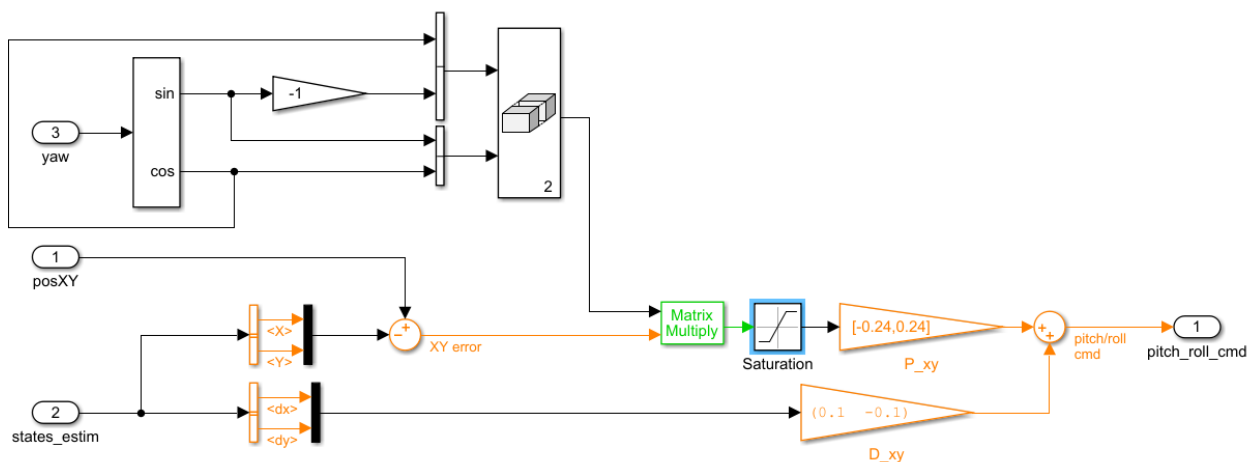 sin
-1
3
yaw
cos
2
1
posXY
<X>
<Y>
+
−
XY error
Matrix
Multiply
Saturation
[-0.24,0.24]
P_xy
+
+
pitch/roll
cmd
1
pitch_roll_cmd
2
states_estim
<dx>
<dy>
(0.1 -0.1)
D_xy